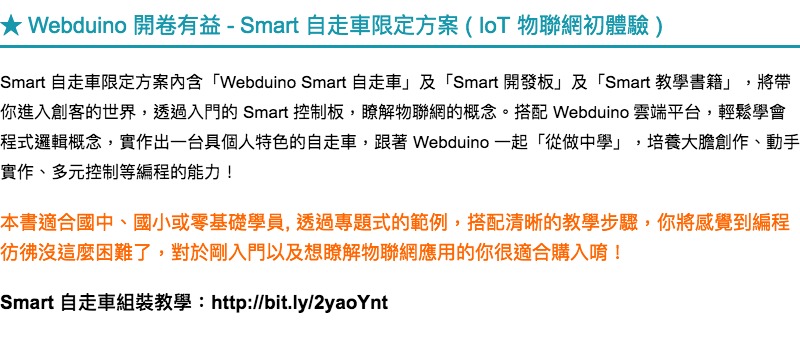 ★ Webduino 開卷有益 - Smart 自走車限定方案 ( IoT 物聯網初體驗 )
Smart 自走車限定方案內含「Webduino Smart 自走車」及「Smart 開發板」及「Smart 教學書籍」，將帶
你進入創客的世界，透過入門的 Smart 控制板，瞭解物聯網的概念。搭配 Webduino 雲端平台，輕鬆學會
程式邏輯概念，實作出一台具個人特色的自走車，跟著 Webduino 一起「從做中學」，培養大膽創作、動手
實作、多元控制等編程的能力！
本書適合國中、國小或零基礎學員, 透過專題式的範例，搭配清晰的教學步驟，你將感覺到編程
彷彿沒這麼困難了，對於剛入門以及想瞭解物聯網應用的你很適合購入唷！
Smart 自走車組裝教學：http://bit.ly/2yaoYnt